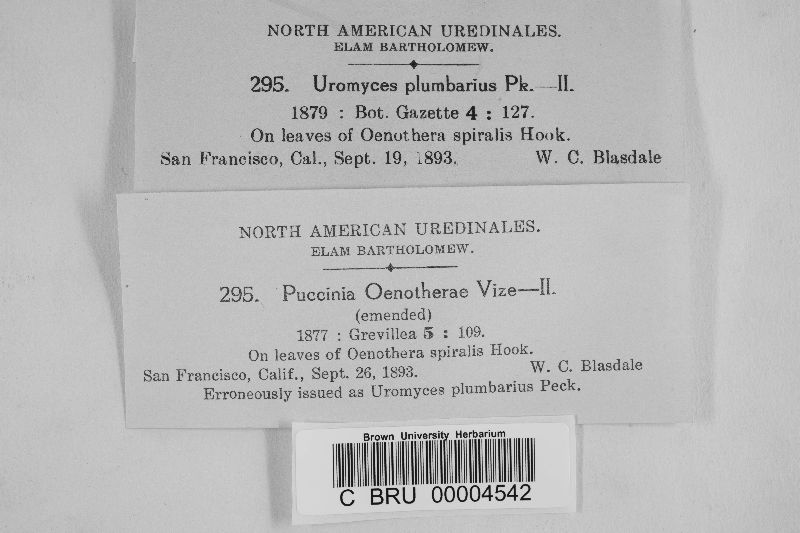 NORTH AMERICAN UREDINALES.
ELAM BARTHOLOMEW.
295. Uromyces plumbarius Pk.—II.
1879 : Bot. Gazette 4 : 127.
On leaves of Oenothera spiralis Hook.
San Francisco, Cal., Sept. 19, 1893. W. C. Blasdale
NORTH AMERICAN UREDINALES.
ELAM BARTHOLOMEW.
295. Puccinia Oenotherae Vize—II.
(emended)
1877 : Grevillea 5 : 109.
On leaves of Oenothera spiralis Hook.
San Francisco, Calif., Sept. 26, 1893. W. C. Blasdale
Erroneously issued as Uromyces plumbarius Peck.
Brown University Herbarium
C BRU 00004542